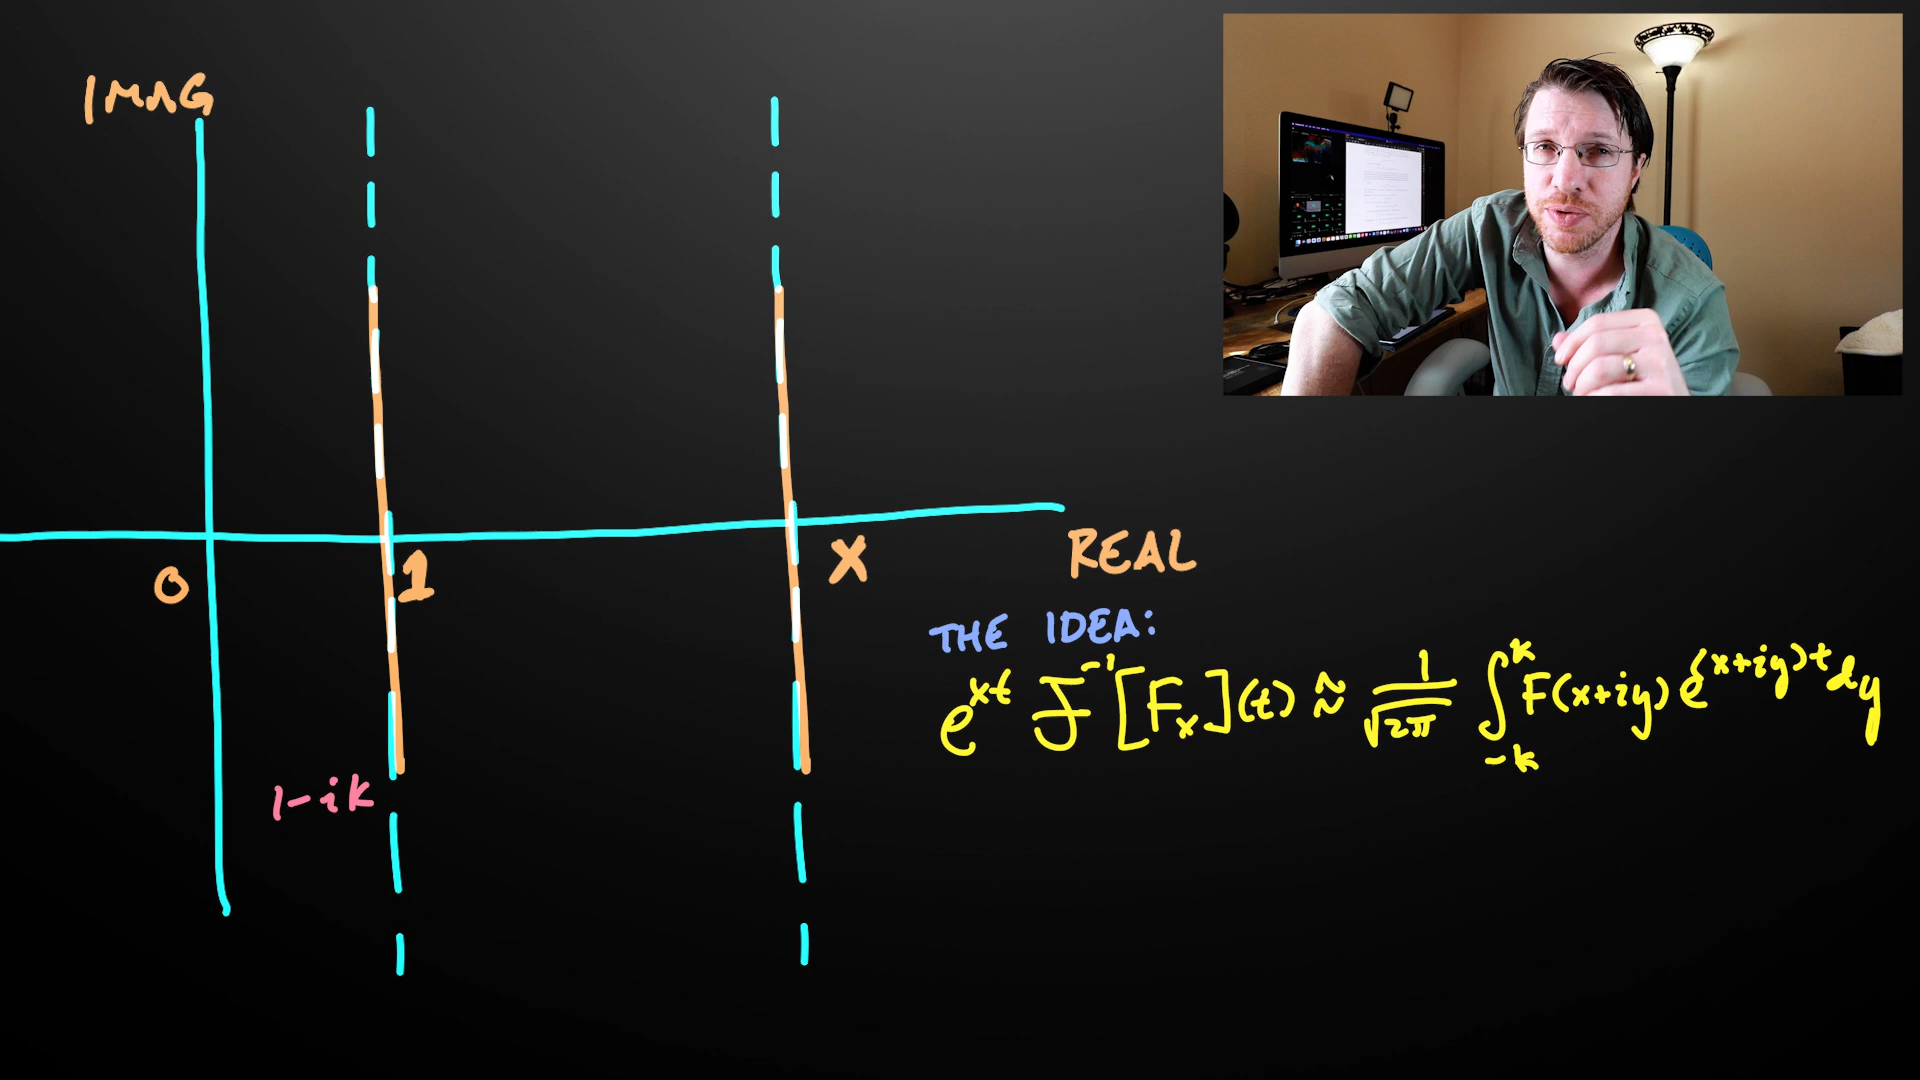 IMAG
0
1
X
REAL
THE IDEA:
e^{xt} F^{-1}[F_x](t) ≈ 1/√2π ∫_{-k}^{k} F(x+iy) e^{(x+iy)t} dy
1-ik